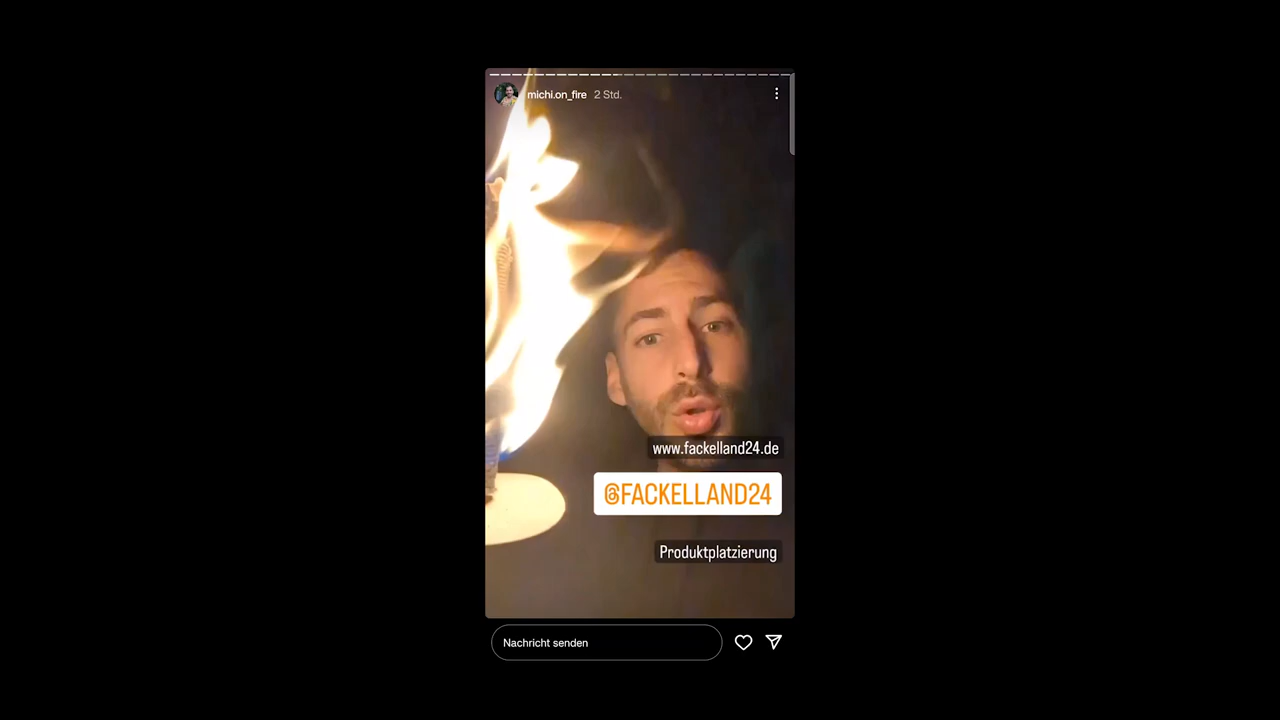 michi.on_fire 2 Std.
www.fackelland24.de
@FACKELLAND24
Produktplatzierung
Nachricht senden